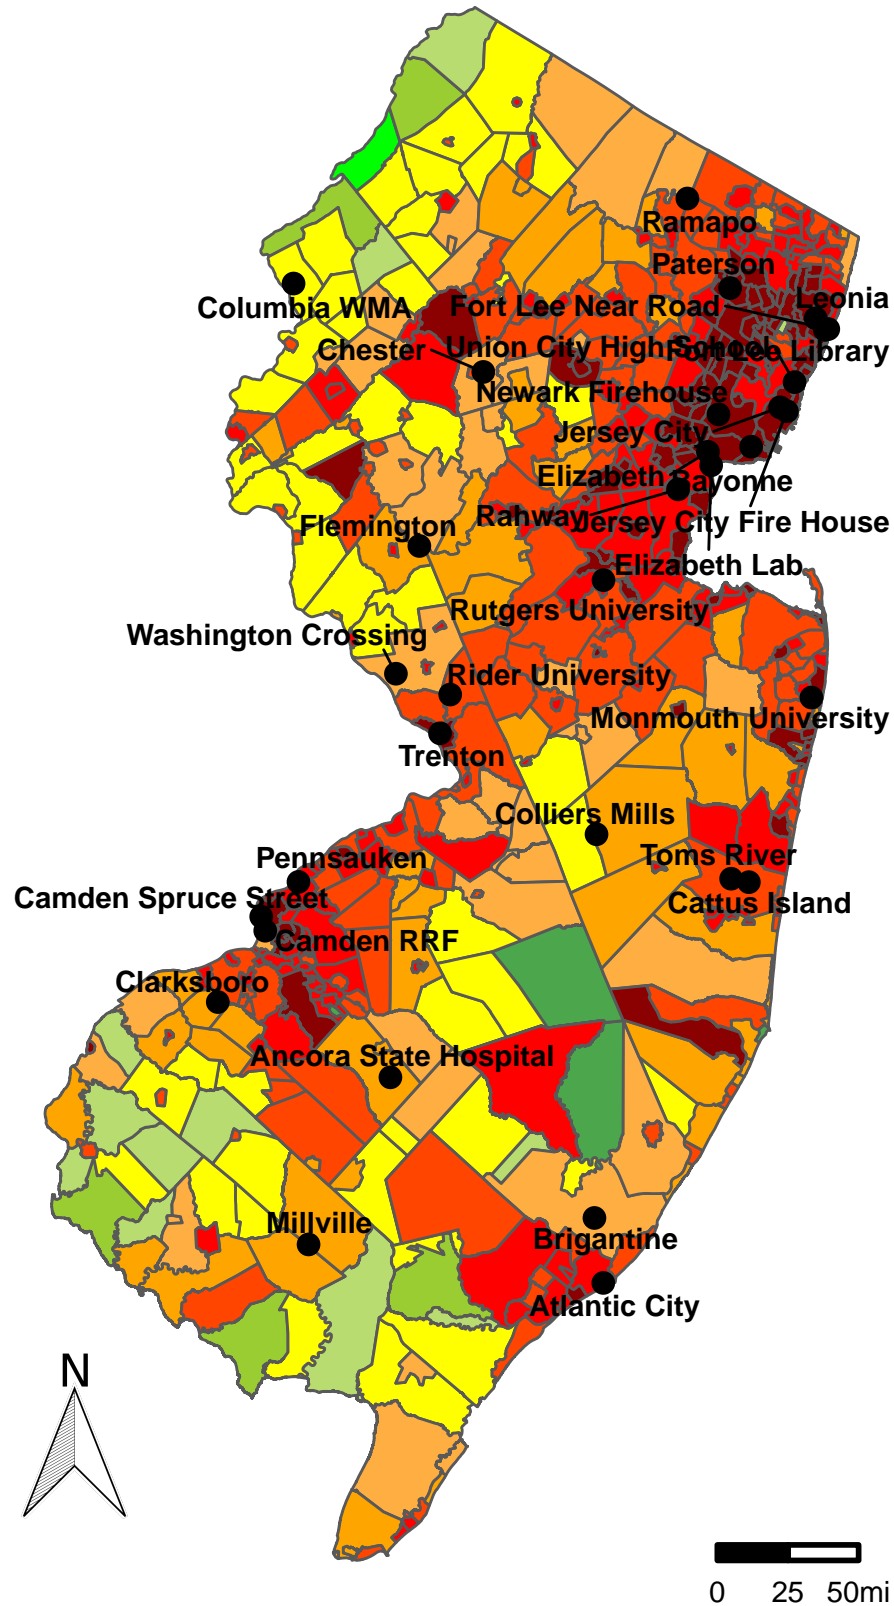 Ramapo
Paterson
Columbia WMA
Fort Lee Near Road
Leonia
Chester
Union City High School
Fort Lee Library
Newark Firehouse
Jersey City
Elizabeth
Bayonne
Rahway
Jersey City Fire House
Flemington
Elizabeth Lab
Rutgers University
Washington Crossing
Rider University
Monmouth University
Trenton
Colliers Mills
Pennsauken
Toms River
Camden Spruce Street
Cattus Island
Camden RRF
Clarksboro
Ancora State Hospital
Millville
Brigantine
Atlantic City
N
0 25 50mi